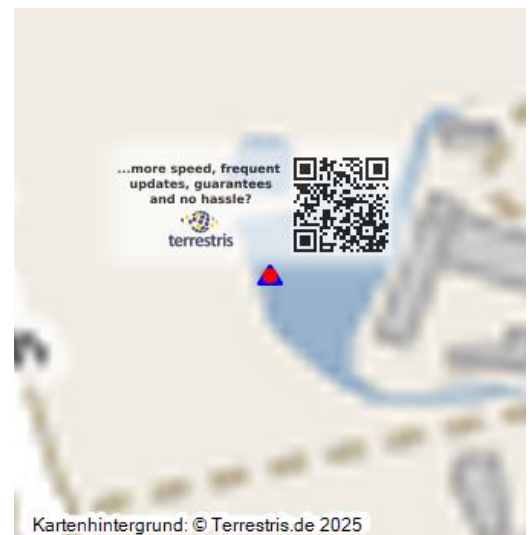 ...more speed, frequent
updates, guarantees
and no hassle?
terrestris
Kartenhintergrund: © Terrestris.de 2025